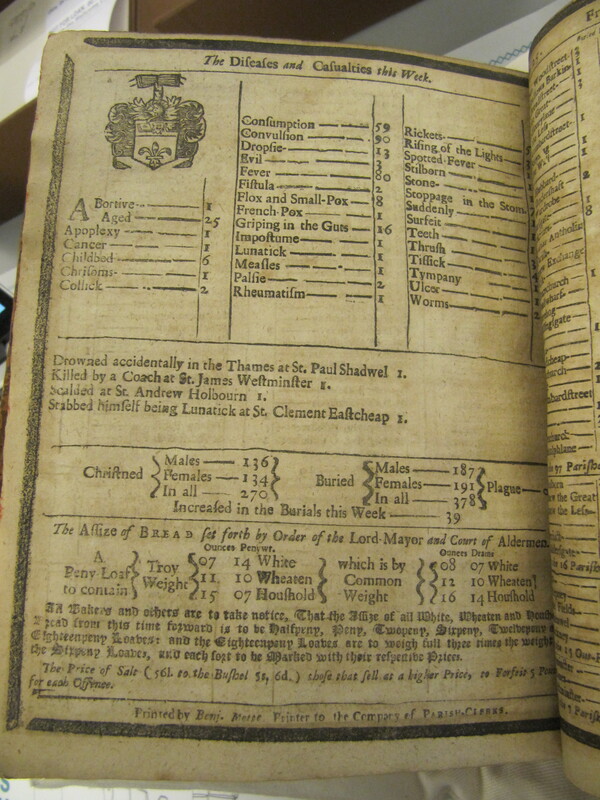 The Diseases and Casualties this Week.
Abortive 1
Aged 25
Apoplexy 1
Cancer 1
Childbed 6
Chrisoms 1
Collick 2
Consumption 59
Convulsion 90
Dropsie 13
Evil 3
Fever 80
Fistula 2
Flox and Small-Pox 8
French-Pox 1
Griping in the Guts 16
Impostume 1
Lunatick 1
Measles 1
Palsie 2
Rheumatism 1
Rickets
Rising of the Lights
Spotted Fever
Stilborn
Stone
Stoppage in the Stom
Suddenly
Surfeit
Teeth
Thrush
Tissick
Tympany
Ulcer
Worms
Drowned accidentally in the Thames at St. Paul Shadwel 1.
Killed by a Coach at St. James Westminster 1.
Scalded at St. Andrew Holbourn 1.
Stabbed himself being Lunatick at St. Clement Eastcheap 1.
Christned Males 136 Females 134 In all 270
Buried Males 187 Females 191 In all 378 Plague
Increased in the Burials this Week 39
The Assize of BREAD set forth by Order of the Lord-Mayor and Court of Aldermen
A Peny Loaf to contain Troy Weight
Ounces Penywt.
07 14 White
11 10 Wheaten
15 07 Houshold
which is by Common Weight
Ounces Drams
08 07 White
12 10 Wheaten
16 14 Houshold
All Bakers and others are to take notice, That the Assize of all White, Wheaten and
Bread from this time forward is to be Halfpeny, Peny, Twopeny, Sixpeny, Twelvepeny
Eighteenpeny Loaves: and the Eighteenpeny Loaves are to weigh full three times the weight
the Sixpeny Loaves, and each sort to be Marked with their respective Prices.
The Price of Salt (56l. to the Bushel 5s, 6d.) those that sell at a higher Price, to Forfeit 5
for each Offence.
Printed by Benj. Motte Printer to the Company of PARISH-CLERKS.